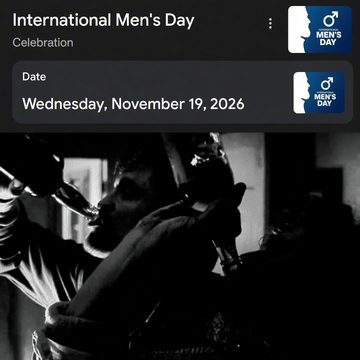 International Men's Day
Celebration
MEN'S
DAY
Date
Wednesday, November 19, 2026
MEN'S
DAY